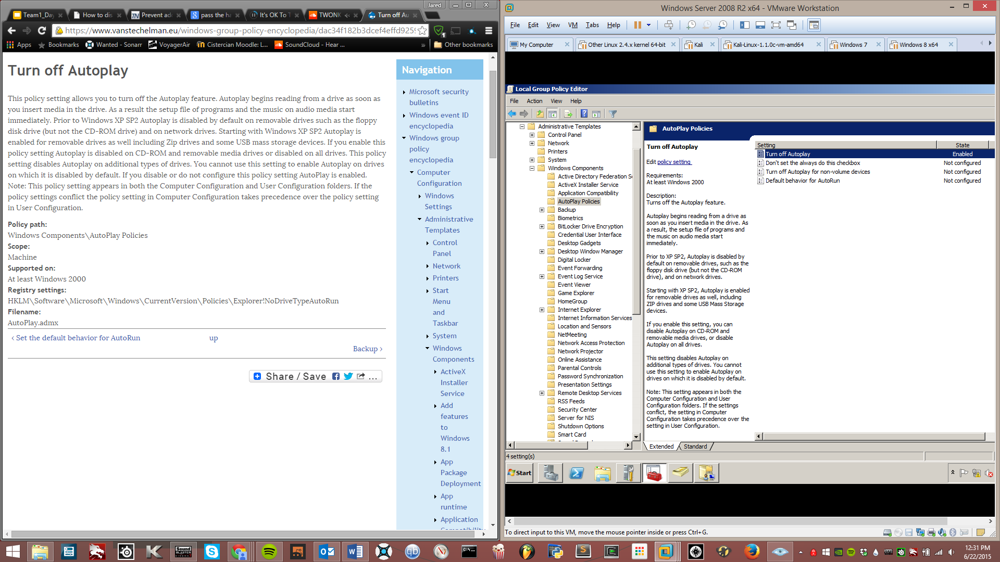 Jared
Team1_Day
How to dis
Prevent ad
pass the ha
It's OK To T
TWONK
Turn off Au
https://www.vanstechelman.eu/windows-group-policy-encyclopedia/dac34f182b3dcef4effd9259
Apps
Bookmarks
Wanted - Sonarr
VoyagerAir
Cistercian Moodle: L...
SoundCloud - Hear ...
»
Other bookmarks
Turn off Autoplay
This policy setting allows you to turn off the Autoplay feature. Autoplay begins reading from a drive as soon as
you insert media in the drive. As a result the setup file of programs and the music on audio media start
immediately. Prior to Windows XP SP2 Autoplay is disabled by default on removable drives such as the floppy
disk drive (but not the CD-ROM drive) and on network drives. Starting with Windows XP SP2 Autoplay is
enabled for removable drives as well including Zip drives and some USB mass storage devices. If you enable this
policy setting Autoplay is disabled on CD-ROM and removable media drives or disabled on all drives. This policy
setting disables Autoplay on additional types of drives. You cannot use this setting to enable Autoplay on drives
on which it is disabled by default. If you disable or do not configure this policy setting AutoPlay is enabled.
Note: This policy setting appears in both the Computer Configuration and User Configuration folders. If the
policy settings conflict the policy setting in Computer Configuration takes precedence over the policy setting
in User Configuration.
Policy path:
Windows Components\AutoPlay Policies
Scope:
Machine
Supported on:
At least Windows 2000
Registry settings:
HKLM\Software\Microsoft\Windows\CurrentVersion\Policies\Explorer!NoDriveTypeAutoRun
Filename:
AutoPlay.admx
‹ Set the default behavior for AutoRun
up
Backup ›
Share / Save
...
Navigation
Microsoft security
bulletins
Windows event ID
encyclopedia
Windows group
policy
encyclopedia
Computer
Configuration
Windows
Settings
Administrative
Templates
Control
Panel
Network
Printers
Start
Menu
and
Taskbar
System
Windows
Components
ActiveX
Installer
Service
Add
features
to
Windows
8.1
App
Package
Deployment
App
runtime
Application
Compatibility
Windows Server 2008 R2 x64 - VMware Workstation
File Edit View VM Tabs Help
My Computer
Other Linux 2.4.x kernel 64-bit
Kali
Kali-Linux-1.1.0c-vm-amd64
Windows 7
Windows 8 x64
Local Group Policy Editor
File Action View Help
Administrative Templates
Control Panel
Network
Printers
System
Windows Components
Active Directory Federation Se
ActiveX Installer Service
Application Compatibility
AutoPlay Policies
Backup
Biometrics
BitLocker Drive Encryption
Credential User Interface
Desktop Gadgets
Desktop Window Manager
Digital Locker
Event Forwarding
Event Log Service
Event Viewer
Game Explorer
HomeGroup
Internet Explorer
Internet Information Services
Location and Sensors
NetMeeting
Network Access Protection
Network Projector
Online Assistance
Parental Controls
Password Synchronization
Presentation Settings
Remote Desktop Services
RSS Feeds
Security Center
Server for NIS
Shutdown Options
Smart Card
AutoPlay Policies
Turn off Autoplay
Edit policy setting
Requirements:
At least Windows 2000
Description:
Turns off the Autoplay feature.
Autoplay begins reading from a drive as
soon as you insert media in the drive. As
a result, the setup file of programs and
the music on audio media start
immediately.
Prior to XP SP2, Autoplay is disabled by
default on removable drives, such as the
floppy disk drive (but not the CD-ROM
drive), and on network drives.
Starting with XP SP2, Autoplay is enabled
for removable drives as well, including
ZIP drives and some USB Mass Storage
devices.
If you enable this setting, you can
disable Autoplay on CD-ROM and
removable media drives, or disable
Autoplay on all drives.
This setting disables Autoplay on
additional types of drives. You cannot
use this setting to enable Autoplay on
drives on which it is disabled by default.
Note: This setting appears in both the
Computer Configuration and User
Configuration folders. If the settings
conflict, the setting in Computer
Configuration takes precedence over the
setting in User Configuration.
Setting State
Turn off Autoplay Enabled
Don't set the always do this checkbox Not configured
Turn off Autoplay for non-volume devices Not configured
Default behavior for AutoRun Not configured
Extended Standard
4 setting(s)
Start
To direct input to this VM, move the mouse pointer inside or press Ctrl+G.
12:31 PM
6/22/2015